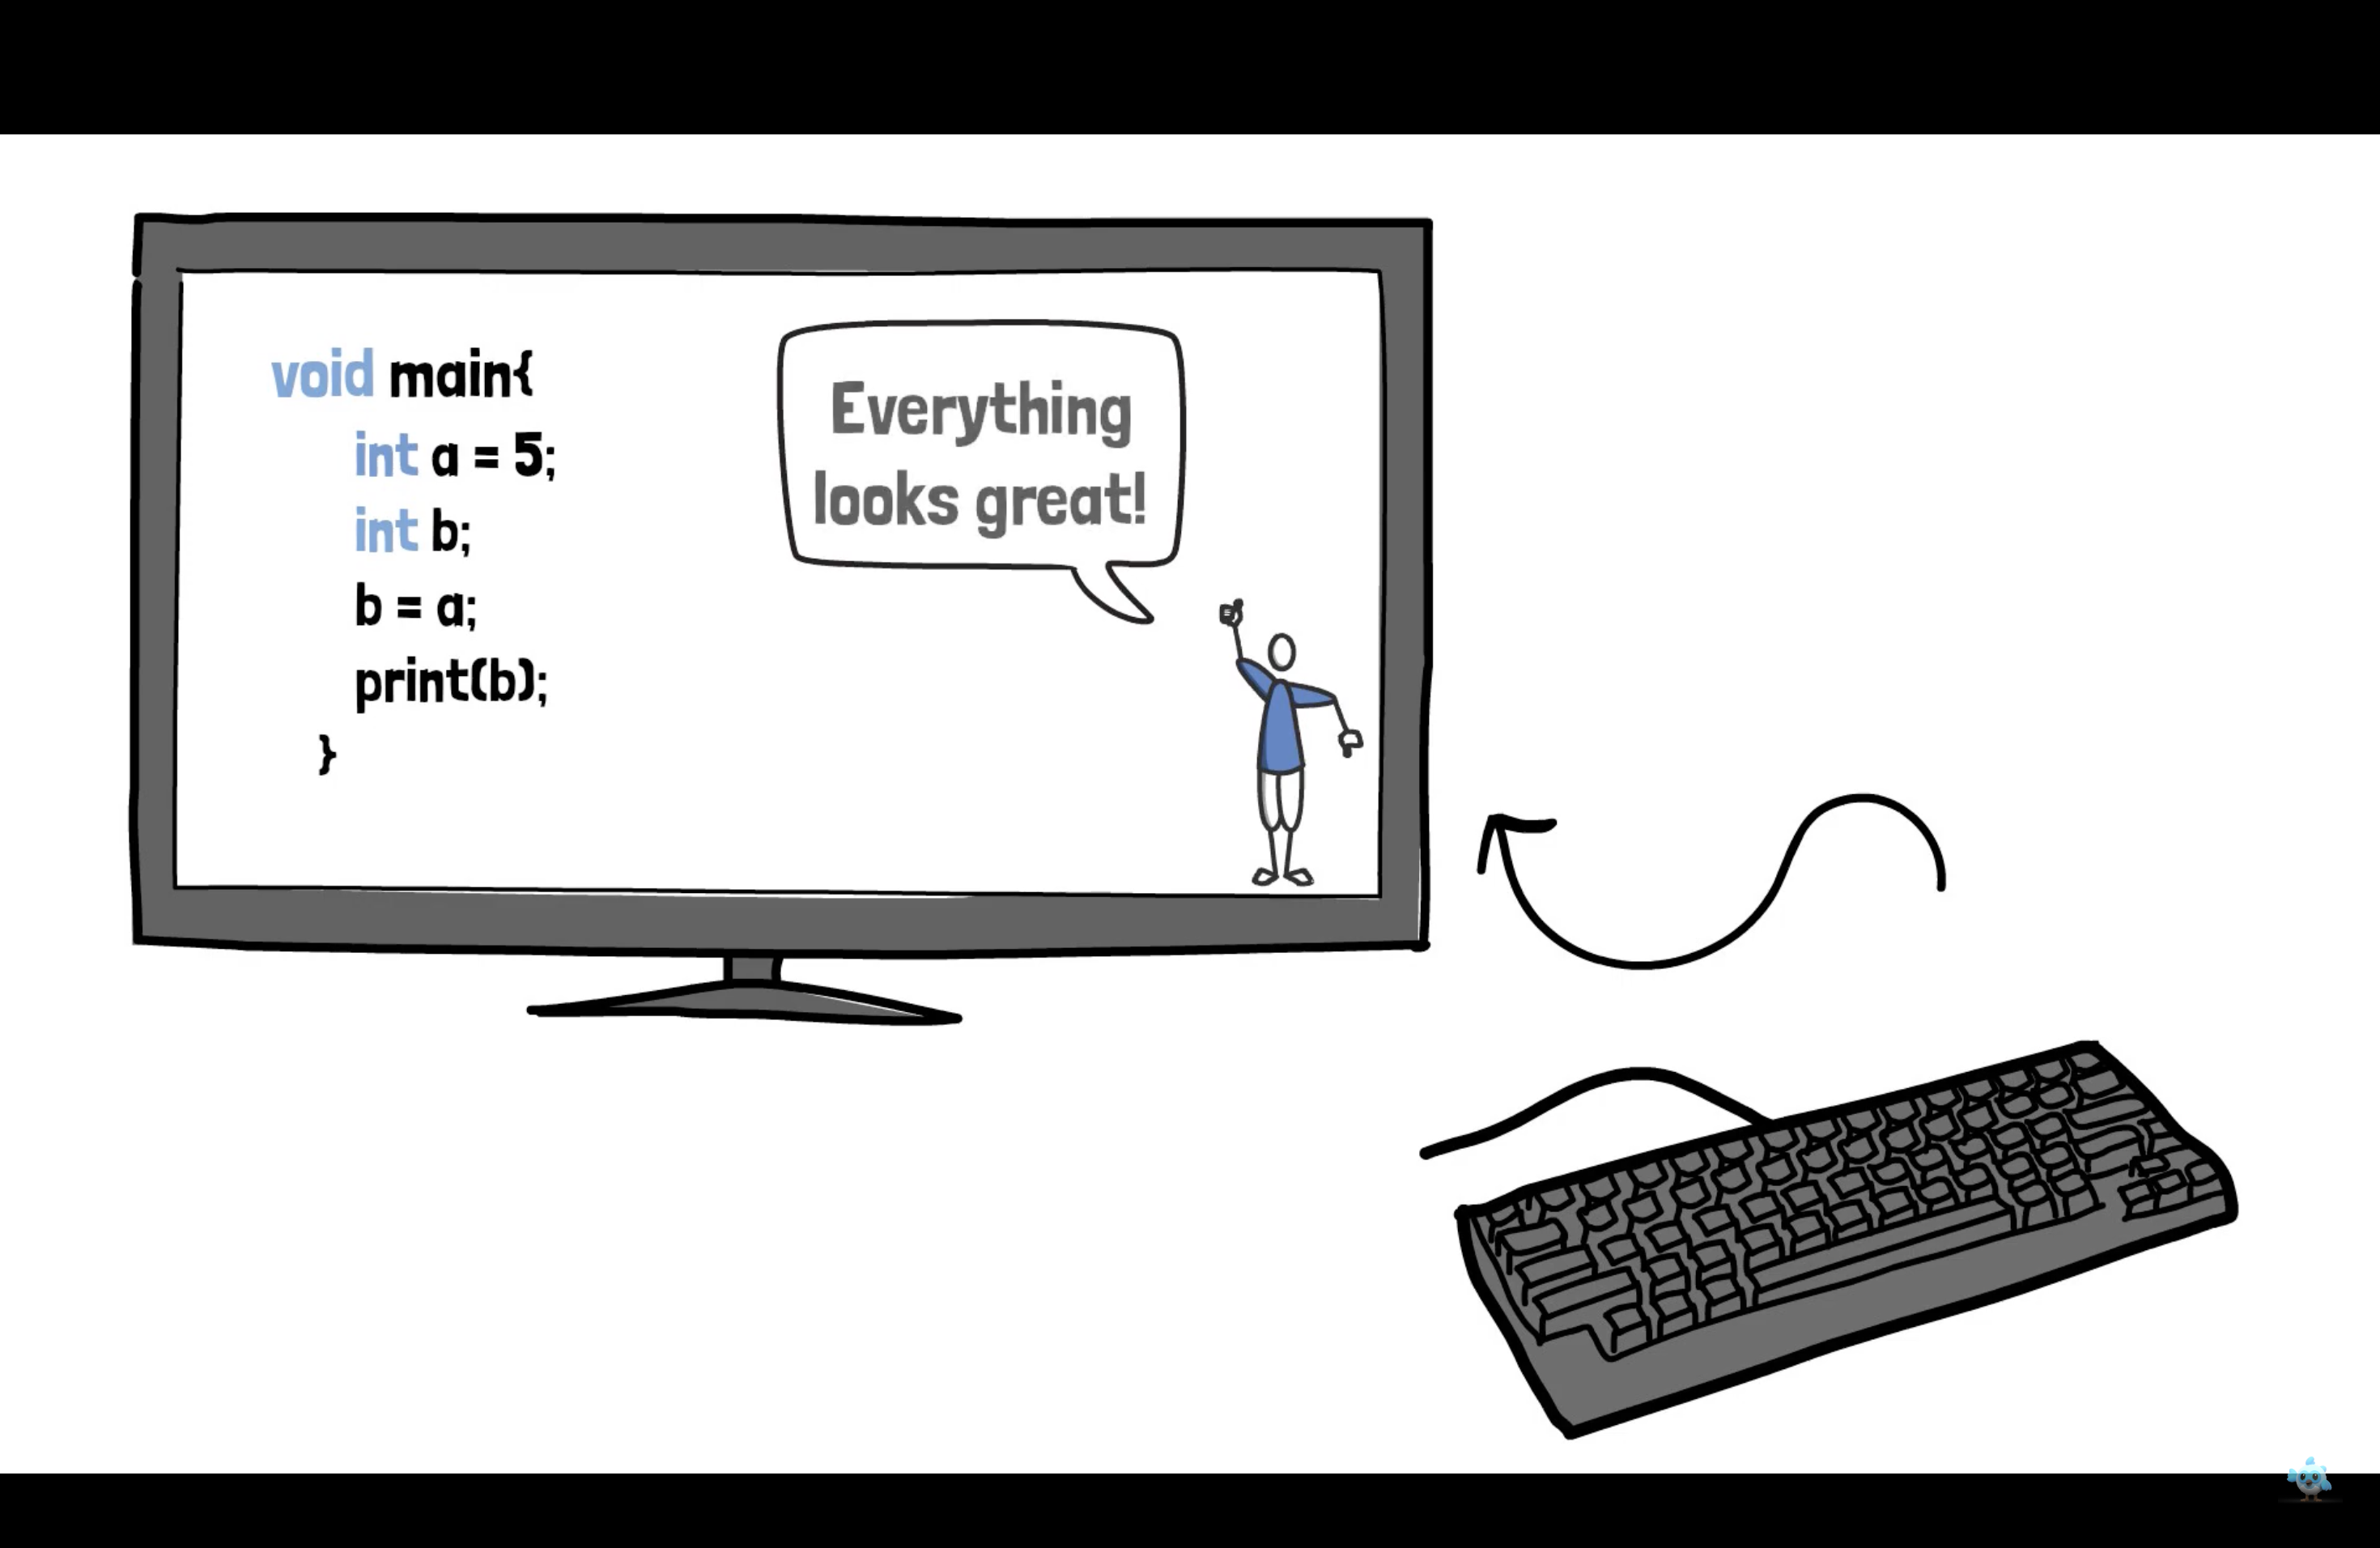 void main{
int a = 5;
int b;
b = a;
print(b);
}
Everything
looks great!